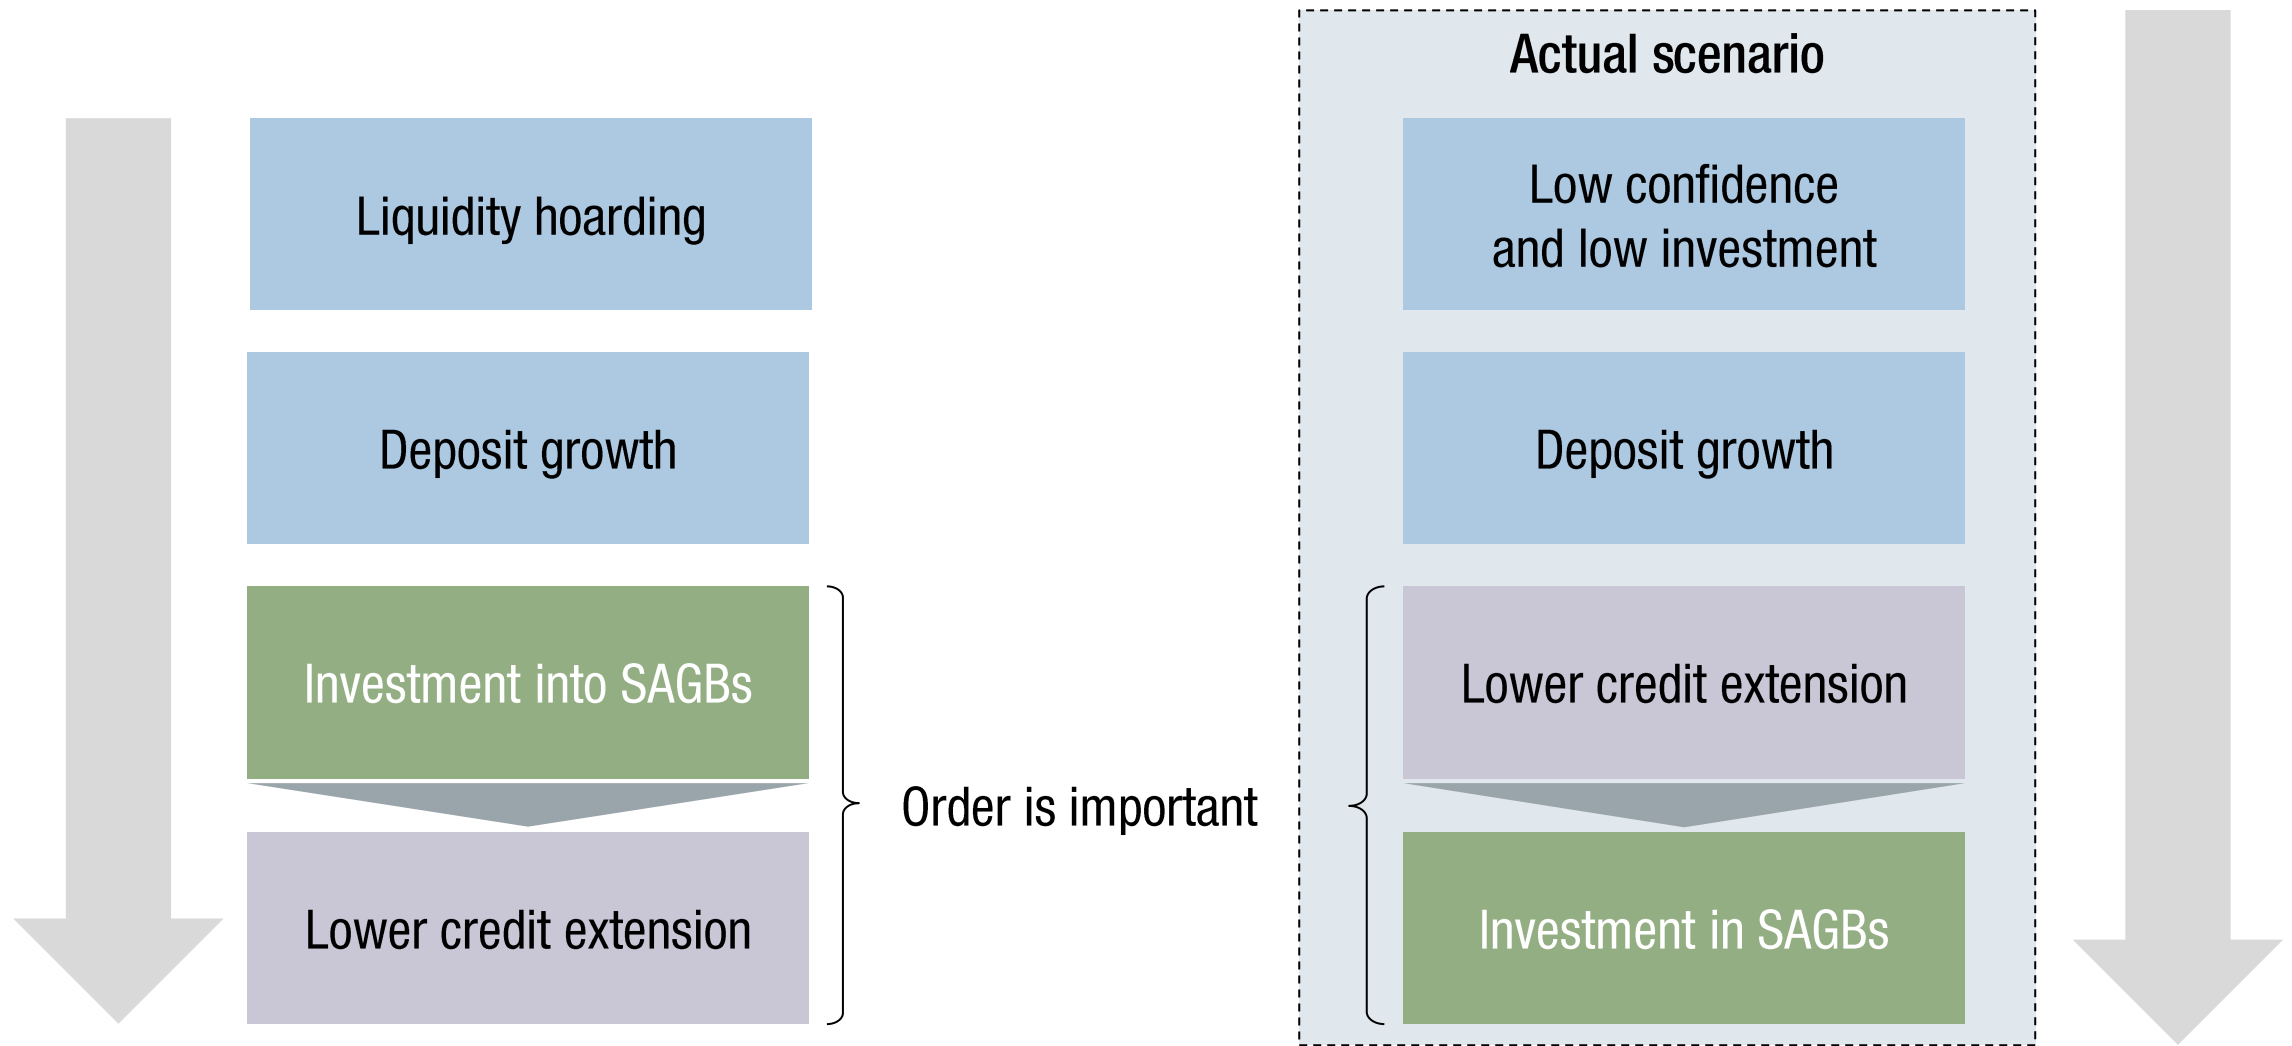 Liquidity hoarding
Deposit growth
Investment into SAGBs
Lower credit extension
Order is important
Actual scenario
Low confidence
and low investment
Deposit growth
Lower credit extension
Investment in SAGBs